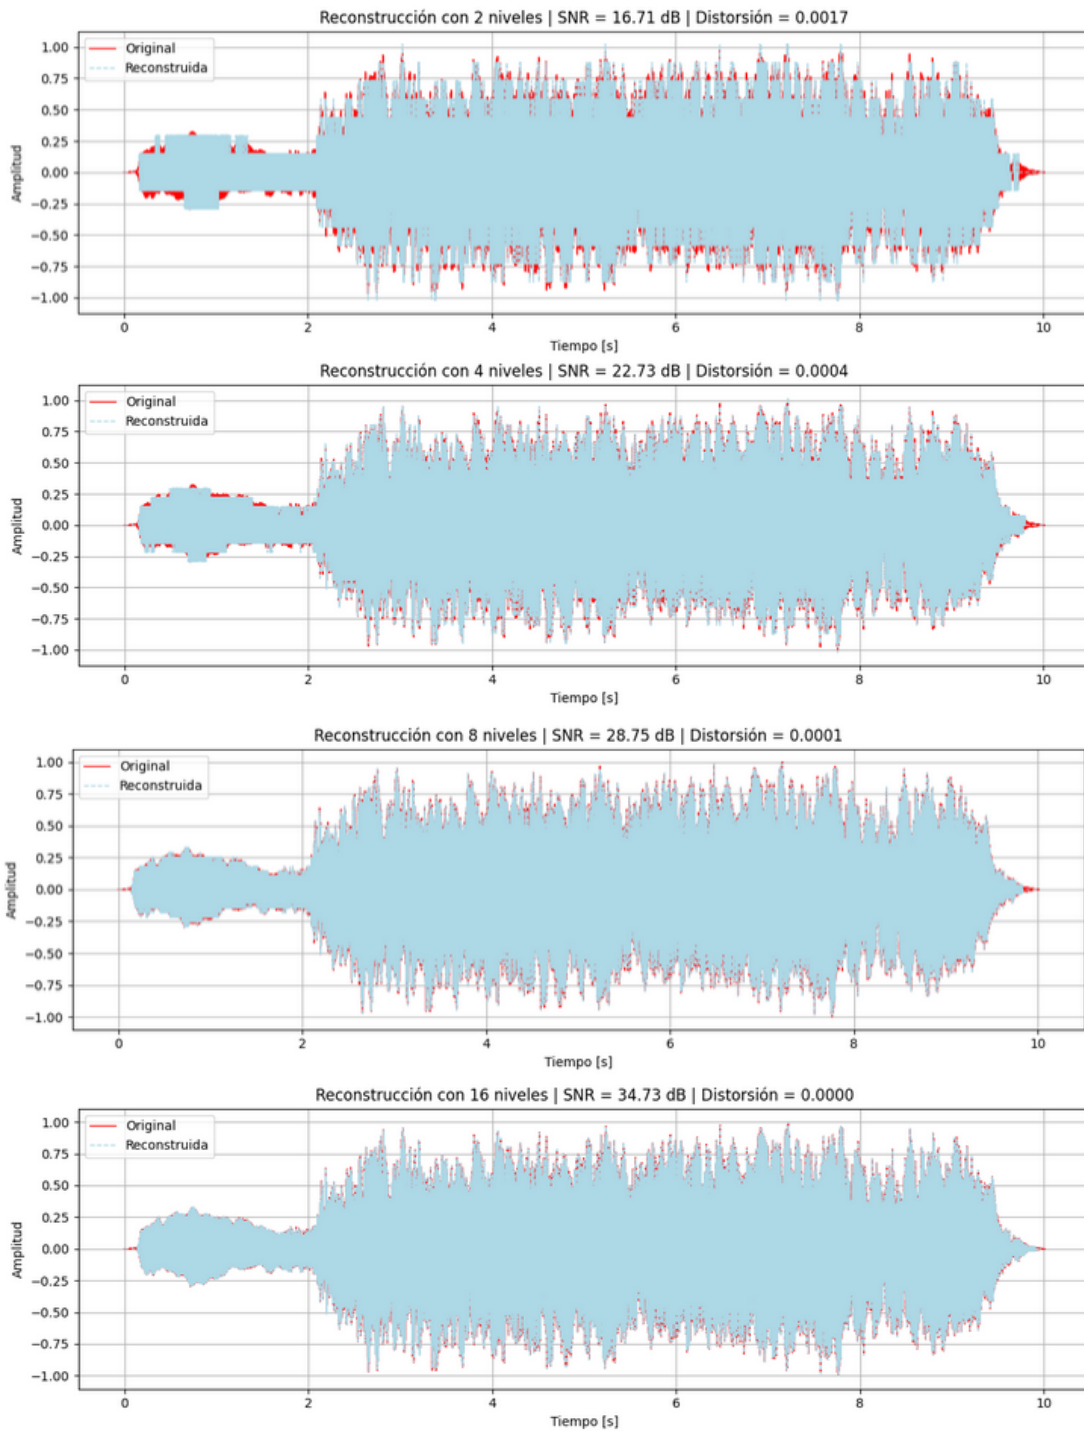 Reconstrucción con 2 niveles | SNR = 16.71 dB | Distorsión = 0.0017
Original
Reconstruida
1.00
0.75
0.50
0.25
0.00
−0.25
−0.50
−0.75
−1.00
Amplitud
0 2 4 6 8 10
Tiempo [s]
Reconstrucción con 4 niveles | SNR = 22.73 dB | Distorsión = 0.0004
Original
Reconstruida
1.00
0.75
0.50
0.25
0.00
−0.25
−0.50
−0.75
−1.00
Amplitud
0 2 4 6 8 10
Tiempo [s]
Reconstrucción con 8 niveles | SNR = 28.75 dB | Distorsión = 0.0001
Original
Reconstruida
1.00
0.75
0.50
0.25
0.00
−0.25
−0.50
−0.75
−1.00
Amplitud
0 2 4 6 8 10
Tiempo [s]
Reconstrucción con 16 niveles | SNR = 34.73 dB | Distorsión = 0.0000
Original
Reconstruida
1.00
0.75
0.50
0.25
0.00
−0.25
−0.50
−0.75
−1.00
Amplitud
0 2 4 6 8 10
Tiempo [s]